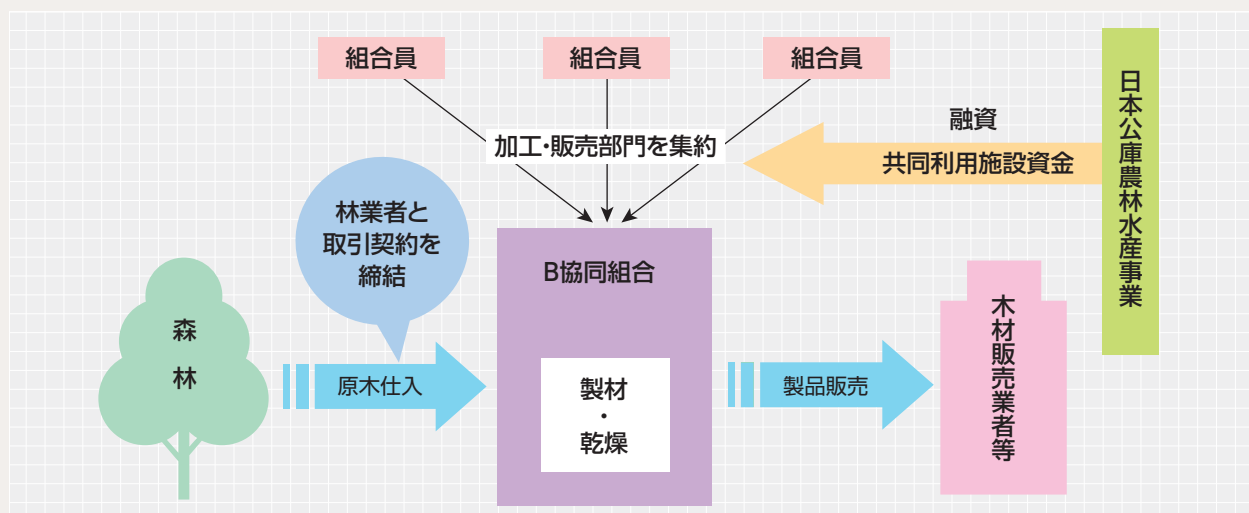 組合員
組合員
組合員
加工・販売部門を集約
融資
共同利用施設資金
日本公庫農林水産事業
林業者と
取引契約を
締結
B協同組合
森
林
原木仕入
製材
・
乾燥
製品販売
木材販売業者等